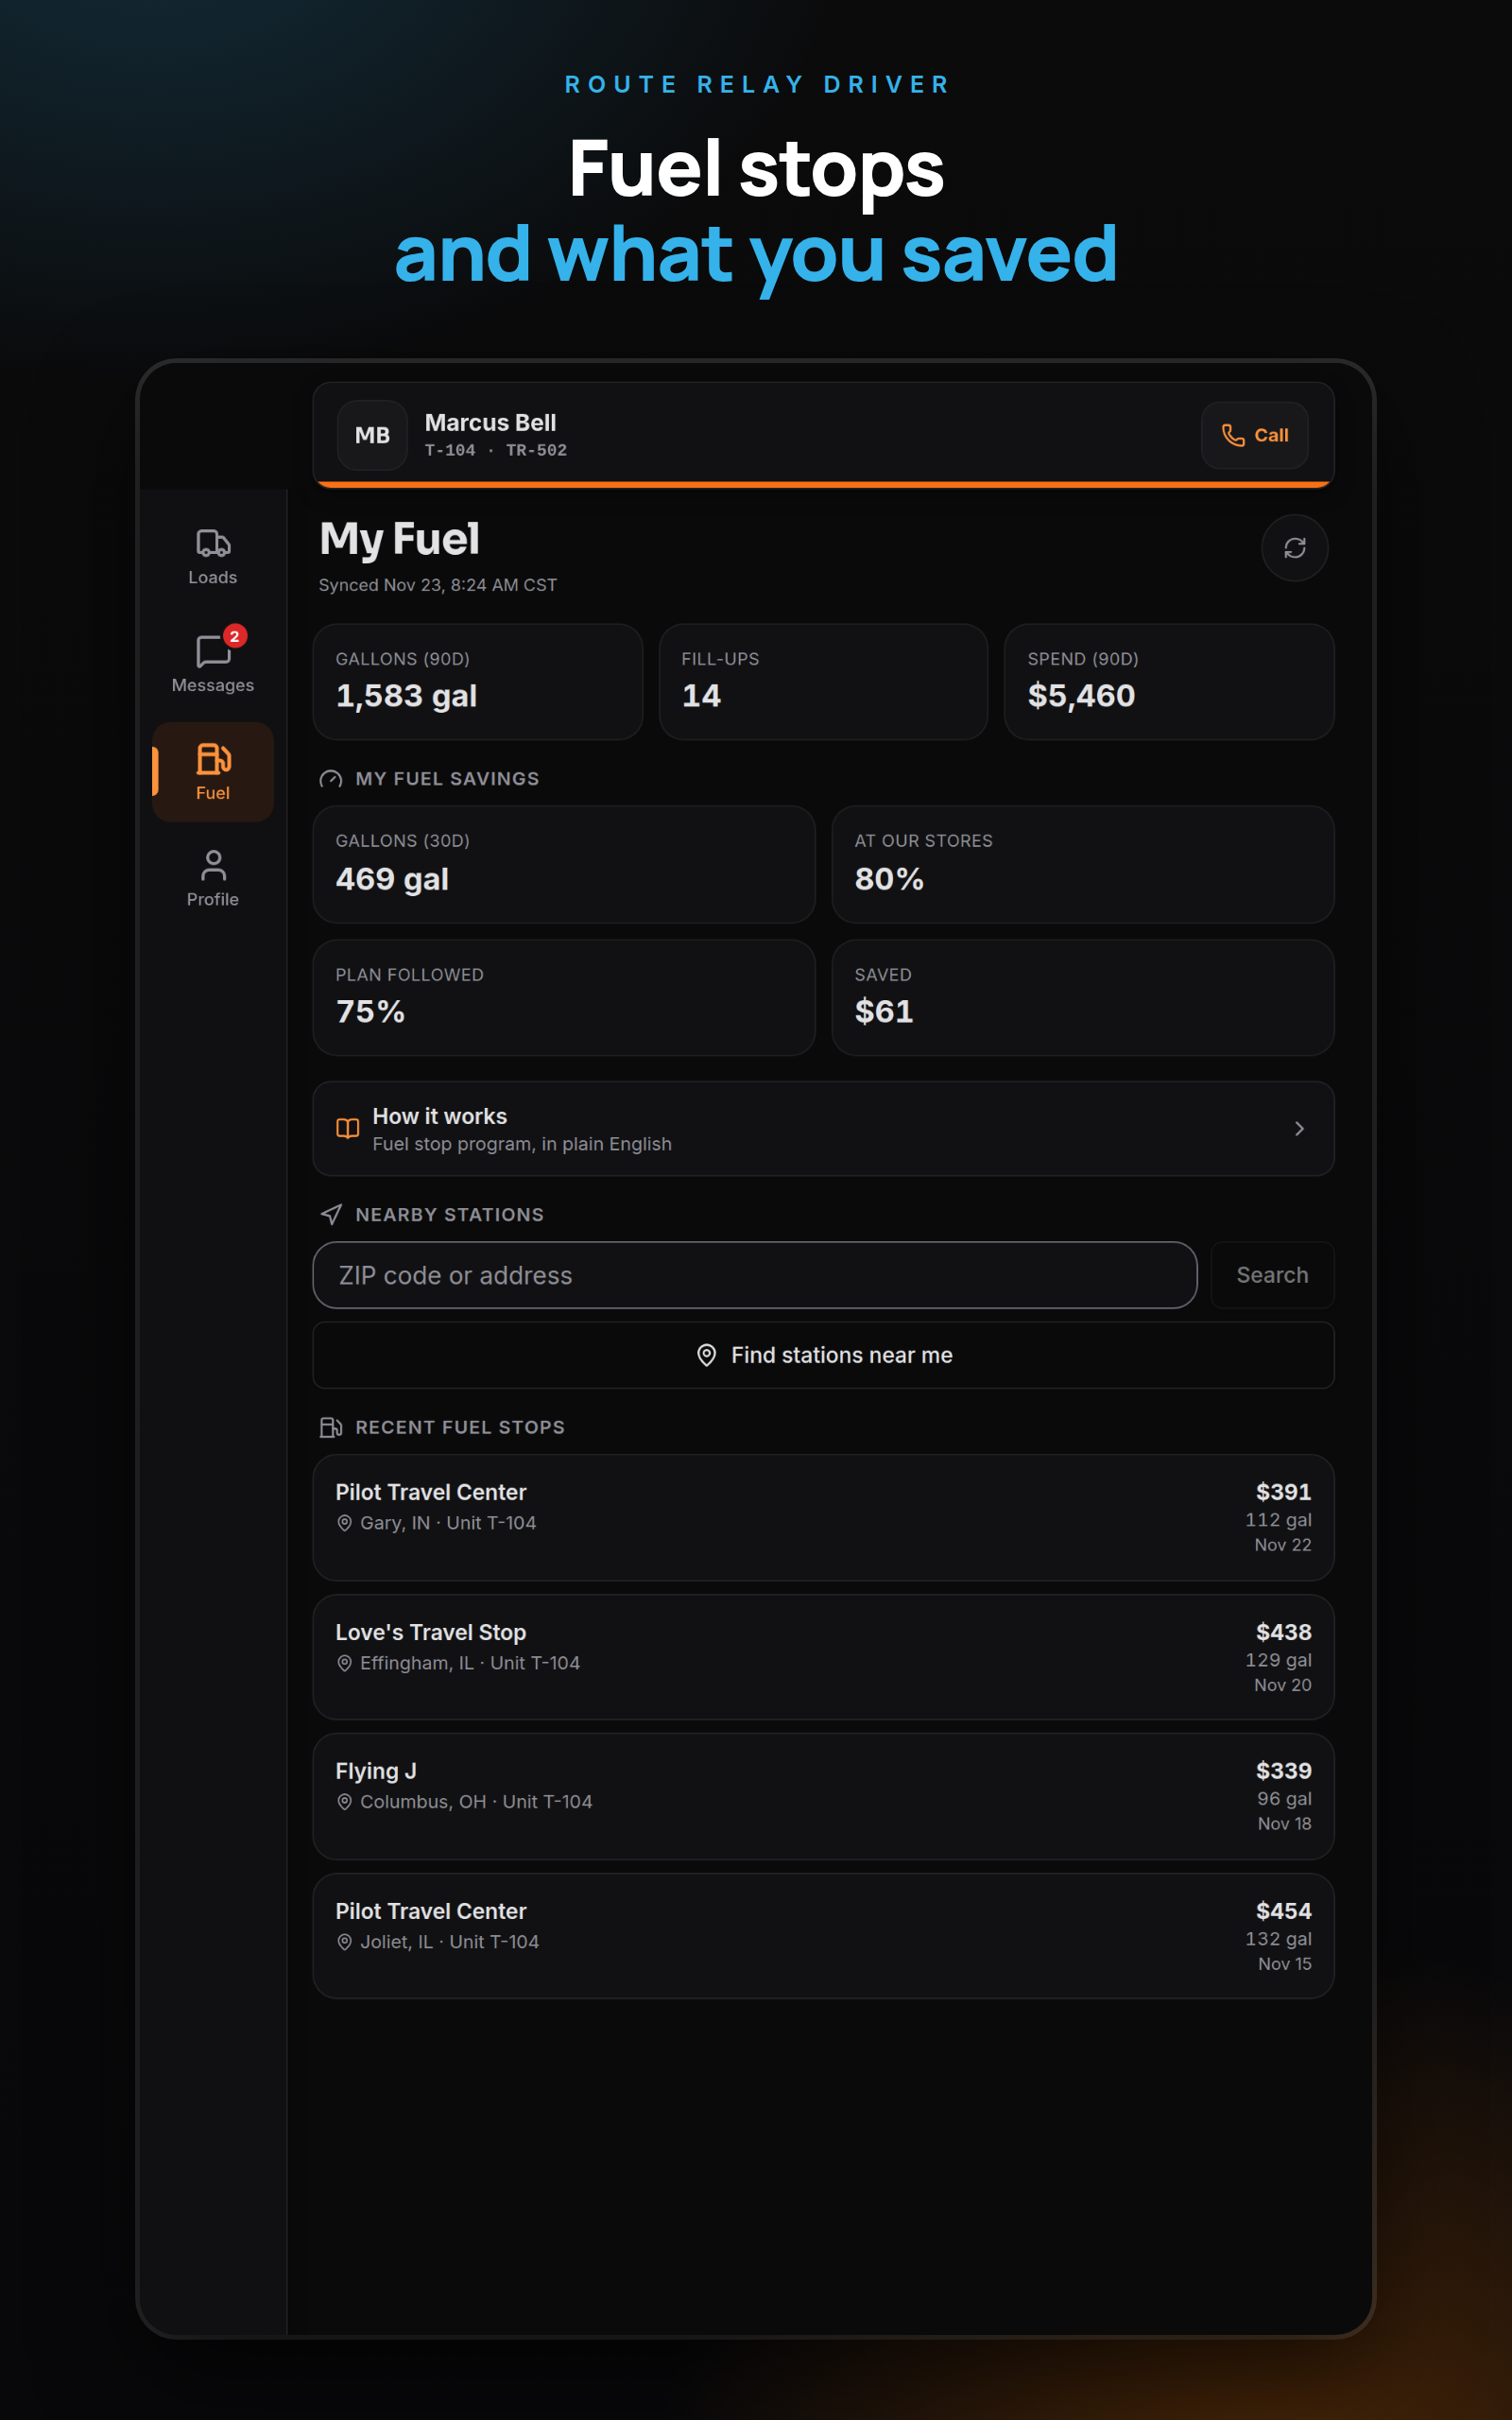 ROUTE RELAY DRIVER
Fuel stops
and what you saved
MB
Marcus Bell
T-104 · TR-502
Call
Loads
2
Messages
Fuel
Profile
My Fuel
Synced Nov 23, 8:24 AM CST
GALLONS (90D)
1,583 gal
FILL-UPS
14
SPEND (90D)
$5,460
MY FUEL SAVINGS
GALLONS (30D)
469 gal
AT OUR STORES
80%
PLAN FOLLOWED
75%
SAVED
$61
How it works
Fuel stop program, in plain English
NEARBY STATIONS
ZIP code or address
Search
Find stations near me
RECENT FUEL STOPS
Pilot Travel Center
Gary, IN · Unit T-104
$391
112 gal
Nov 22
Love's Travel Stop
Effingham, IL · Unit T-104
$438
129 gal
Nov 20
Flying J
Columbus, OH · Unit T-104
$339
96 gal
Nov 18
Pilot Travel Center
Joliet, IL · Unit T-104
$454
132 gal
Nov 15